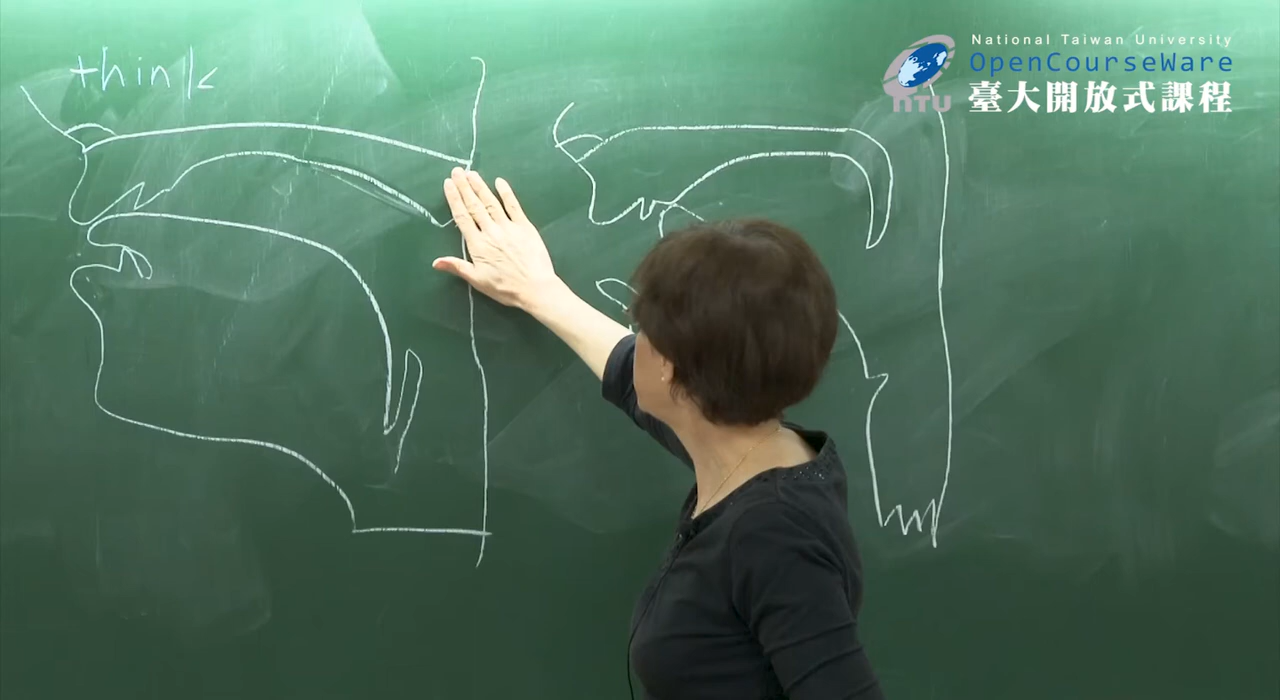 think
National Taiwan University
OpenCourseWare
NTU
臺大開放式課程